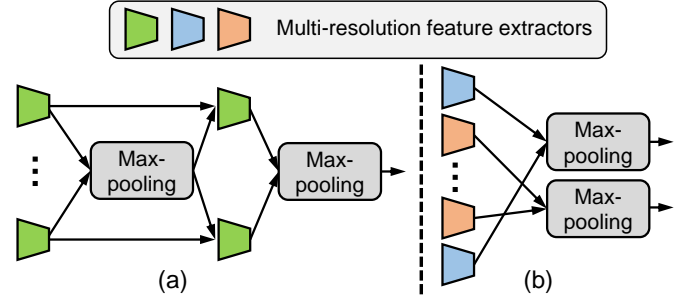 Multi-resolution feature extractors
Max-
pooling
Max-
pooling
(a)
Max-
pooling
Max-
pooling
(b)